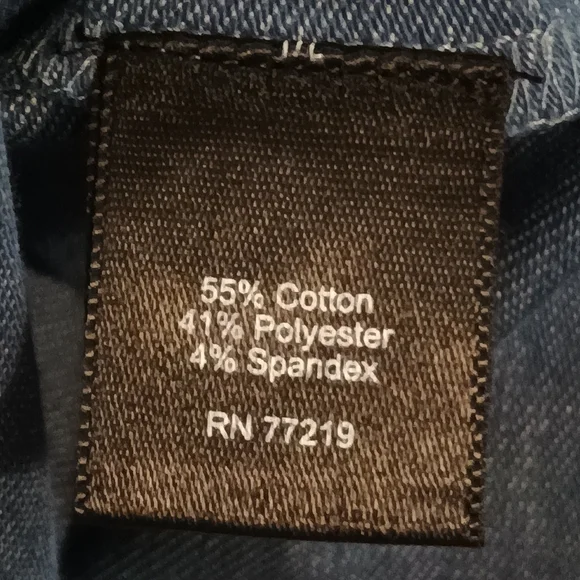 55% Cotton
41% Polyester
4% Spandex
RN 77219